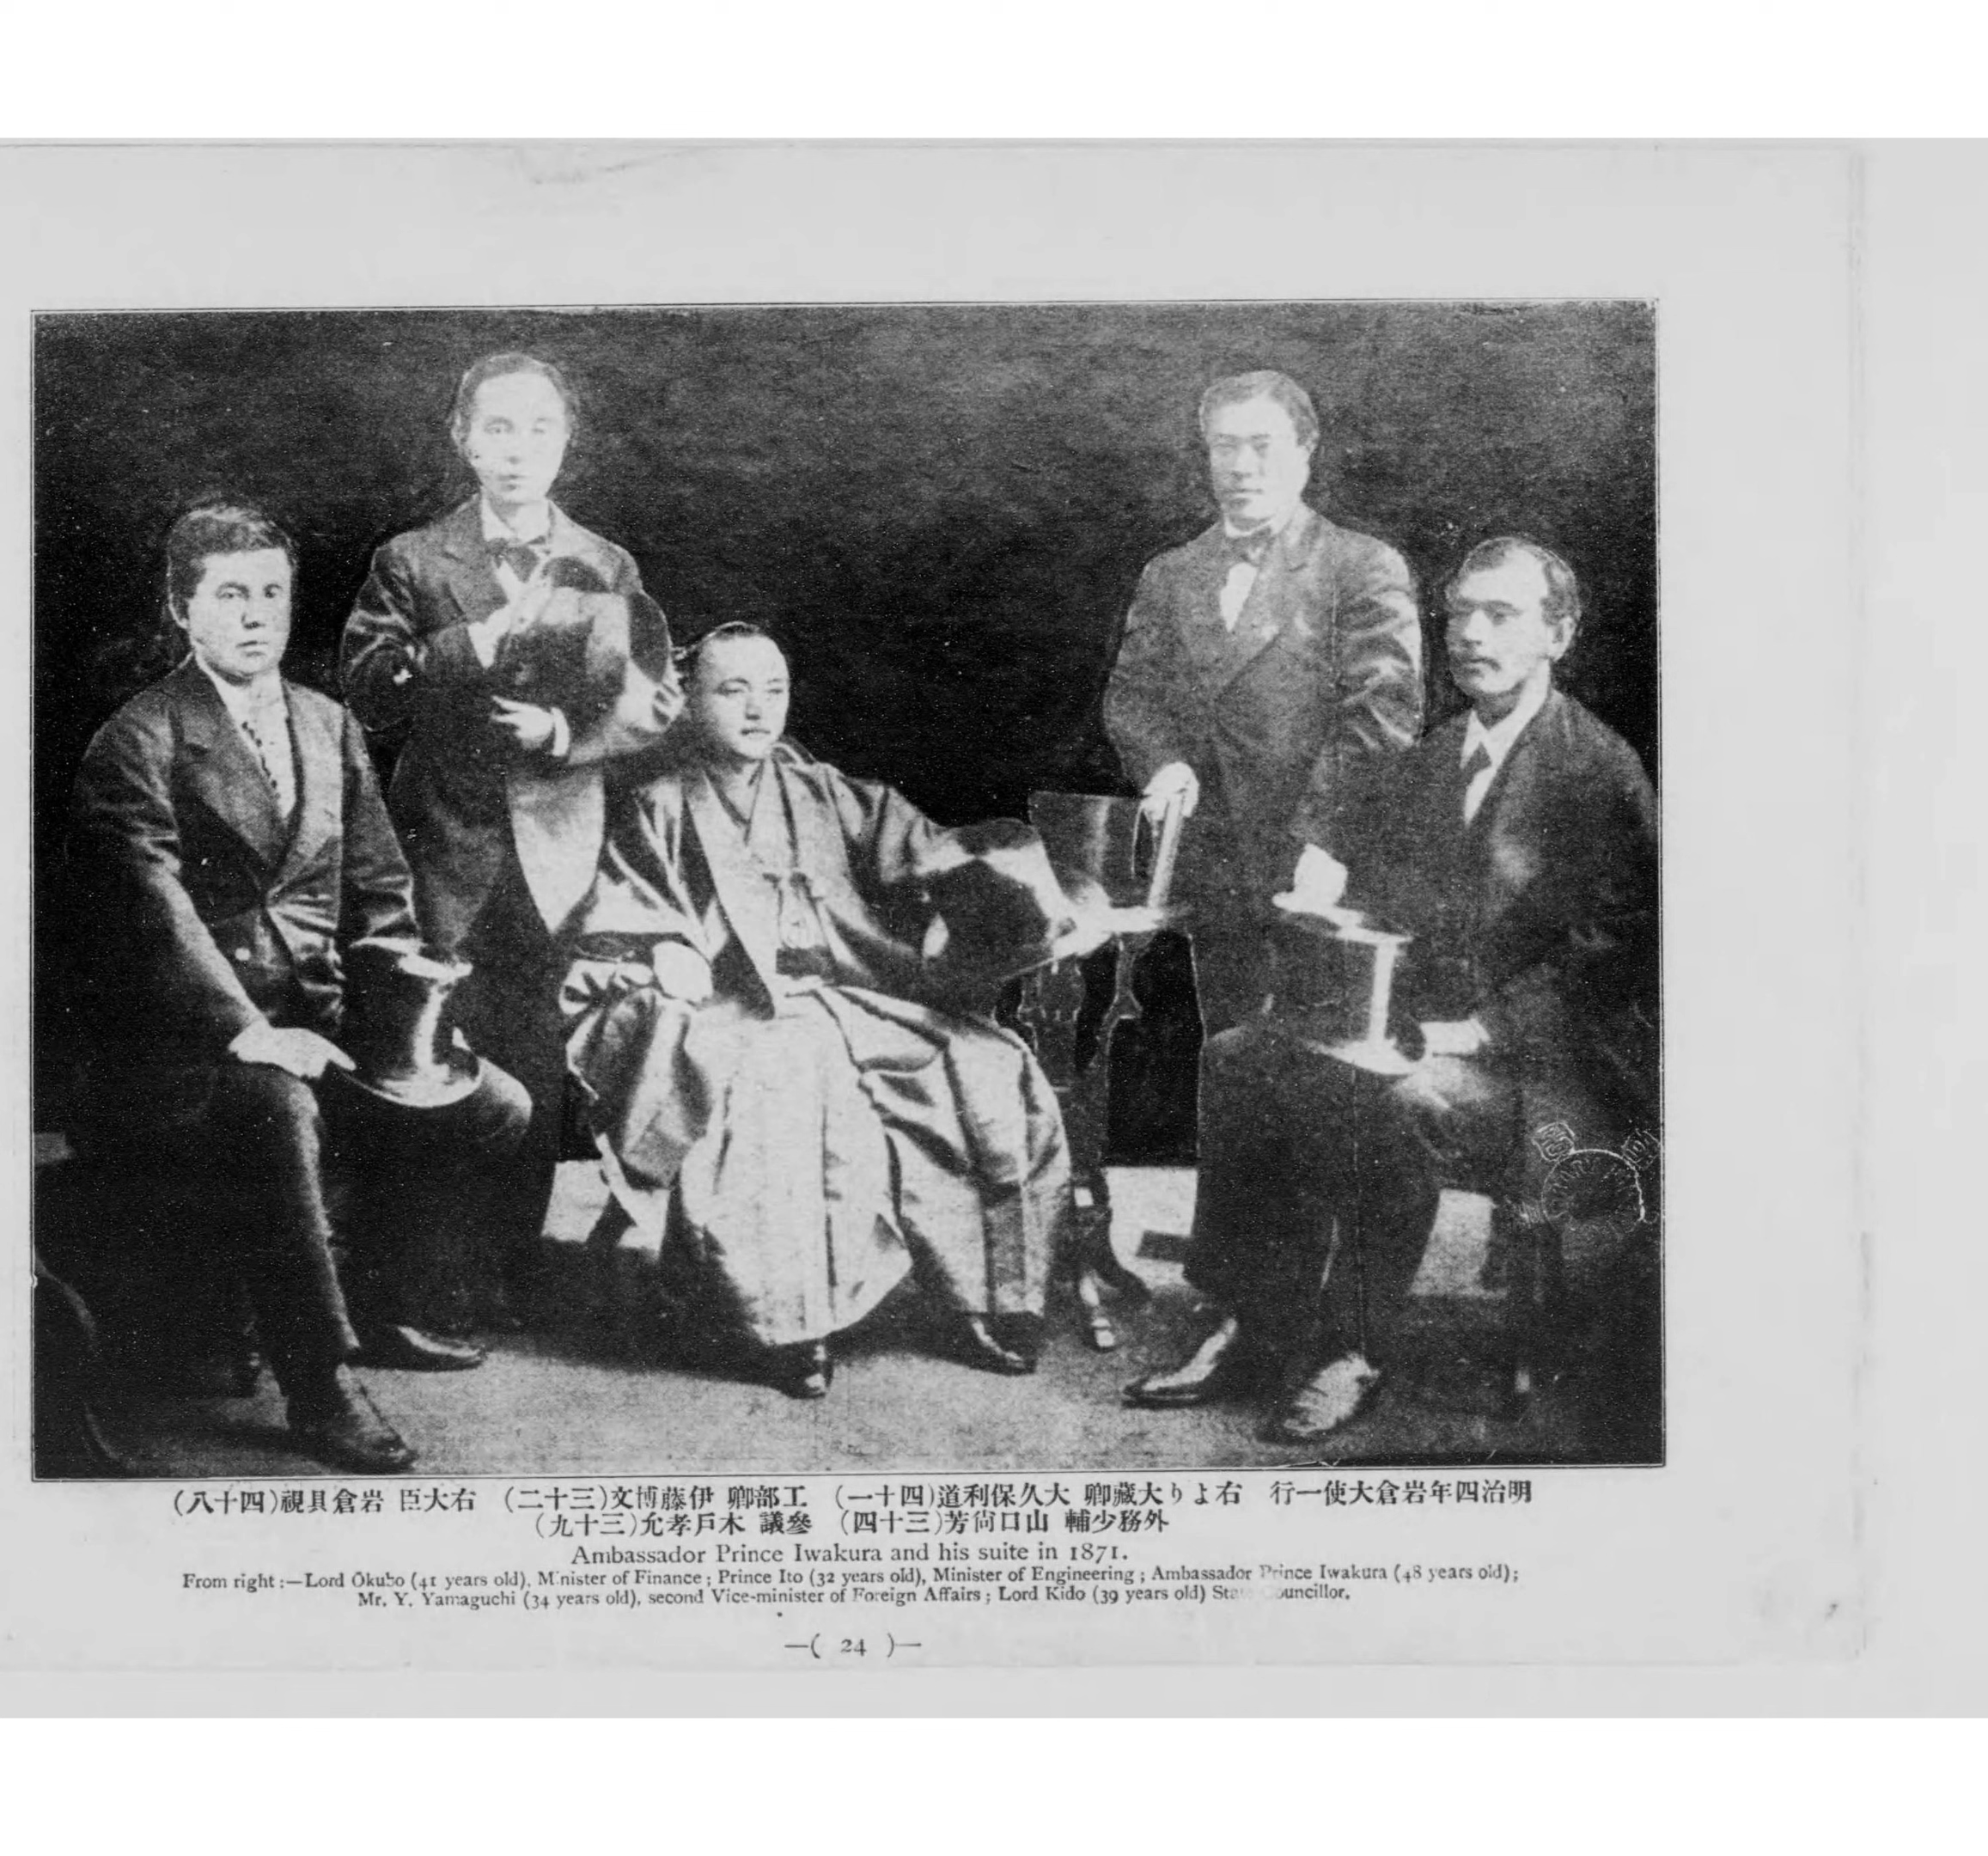 明治四年岩倉大使一行 右より大藏卿 大久保利道(四十一) 工部卿 伊藤博文(三十二) 右大臣 岩倉具視(四十八)
外務少輔 山口尙芳(三十四) 參議 木戶孝允(三十九)
Ambassador Prince Iwakura and his suite in 1871.
From right:—Lord Ōkubo (41 years old), Minister of Finance; Prince Ito (32 years old), Minister of Engineering; Ambassador Prince Iwakura (48 years old);
Mr. Y. Yamaguchi (34 years old), second Vice-minister of Foreign Affairs; Lord Kido (39 years old) State Councillor.
—( 24 )—